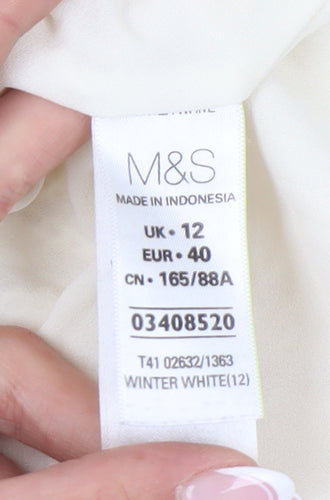 M&S
MADE IN INDONESIA
UK • 12
EUR • 40
CN • 165/88A
03408520
T41 02632/1363
WINTER WHITE(12)